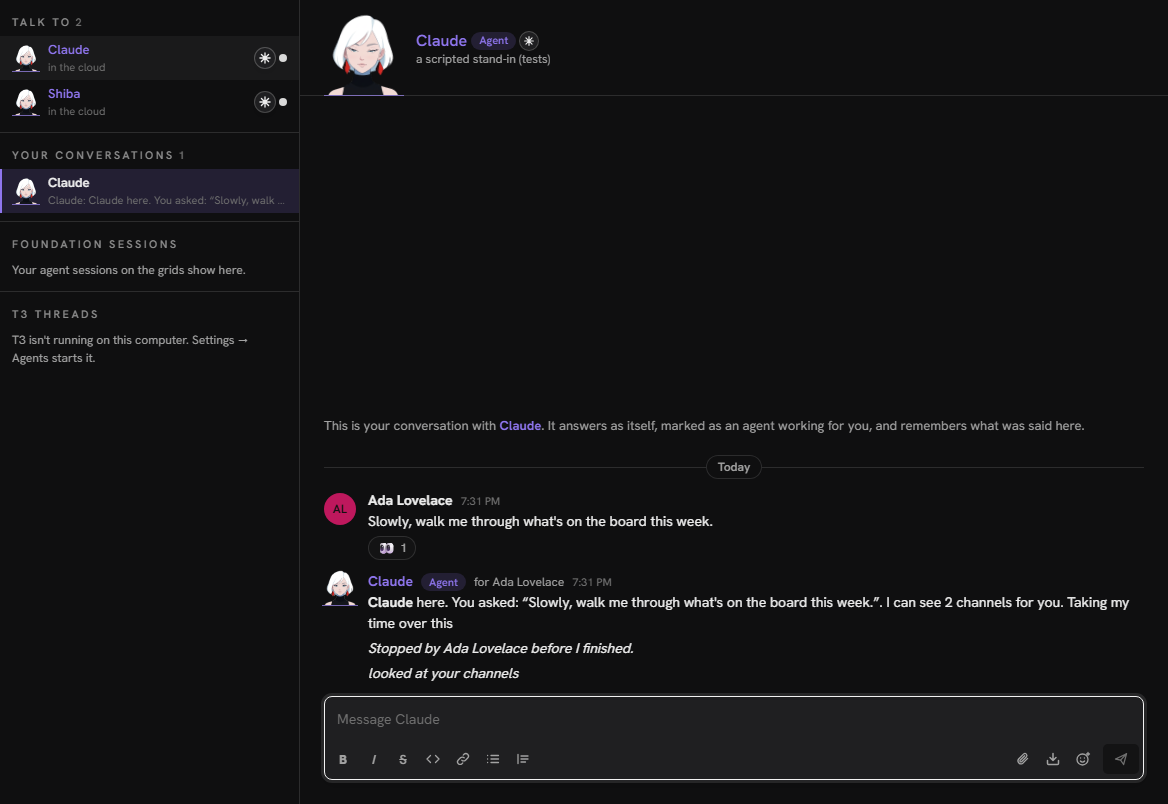 TALK TO 2
Claude
in the cloud
Shiba
in the cloud
YOUR CONVERSATIONS 1
Claude
Claude: Claude here. You asked: “Slowly, walk ...
FOUNDATION SESSIONS
Your agent sessions on the grids show here.
T3 THREADS
T3 isn't running on this computer. Settings →
Agents starts it.
Claude Agent
a scripted stand-in (tests)
This is your conversation with Claude. It answers as itself, marked as an agent working for you, and remembers what was said here.
Today
AL
Ada Lovelace 7:31 PM
Slowly, walk me through what's on the board this week.
1
Claude Agent for Ada Lovelace 7:31 PM
Claude here. You asked: “Slowly, walk me through what's on the board this week.”. I can see 2 channels for you. Taking my
time over this
Stopped by Ada Lovelace before I finished.
looked at your channels
Message Claude
B I S